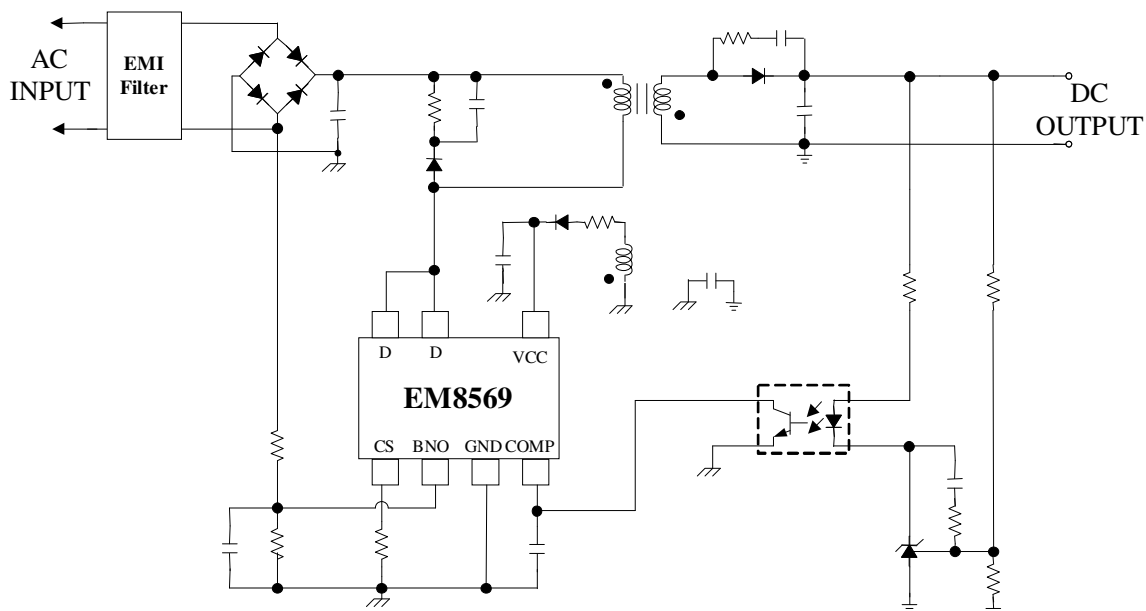 AC
INPUT
EMI
Filter
DC
OUTPUT
D
D
VCC
EM8569
CS
BNO
GND
COMP